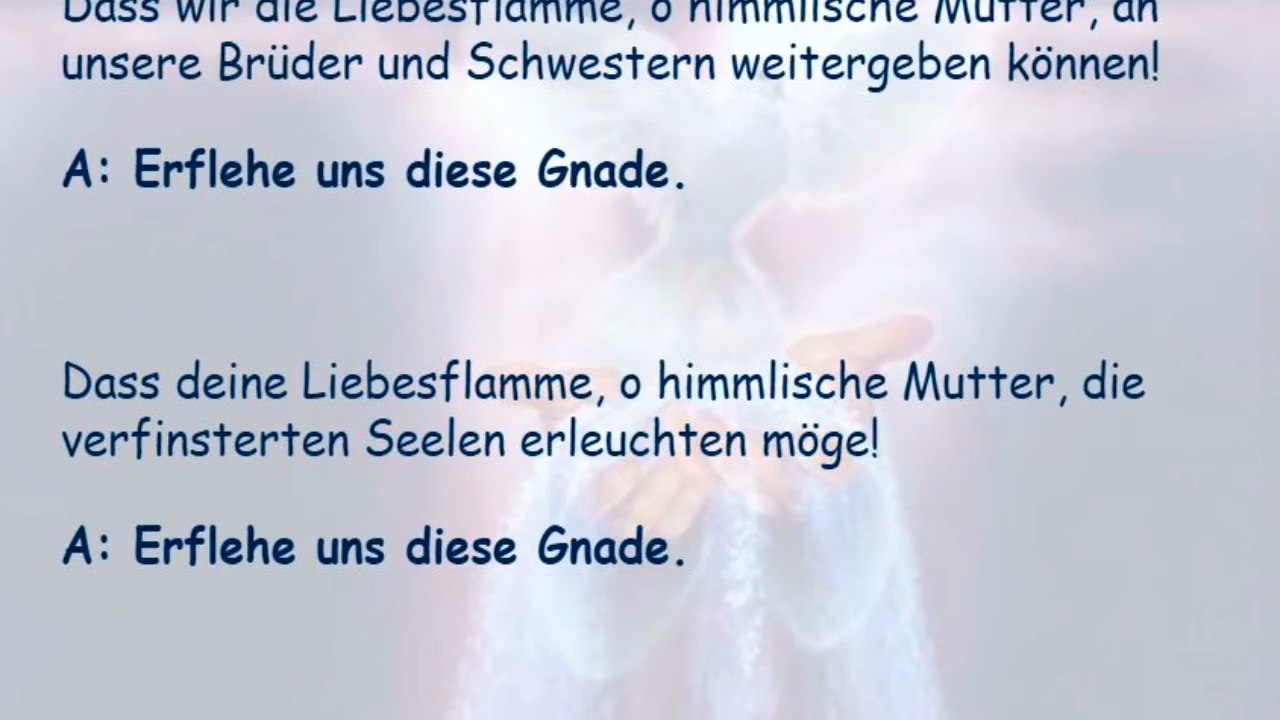 Dass wir die Liebesflamme, o himmlische Mutter, an
unsere Brüder und Schwestern weitergeben können!
A: Erflehe uns diese Gnade.
Dass deine Liebesflamme, o himmlische Mutter, die
verfinsterten Seelen erleuchten möge!
A: Erflehe uns diese Gnade.